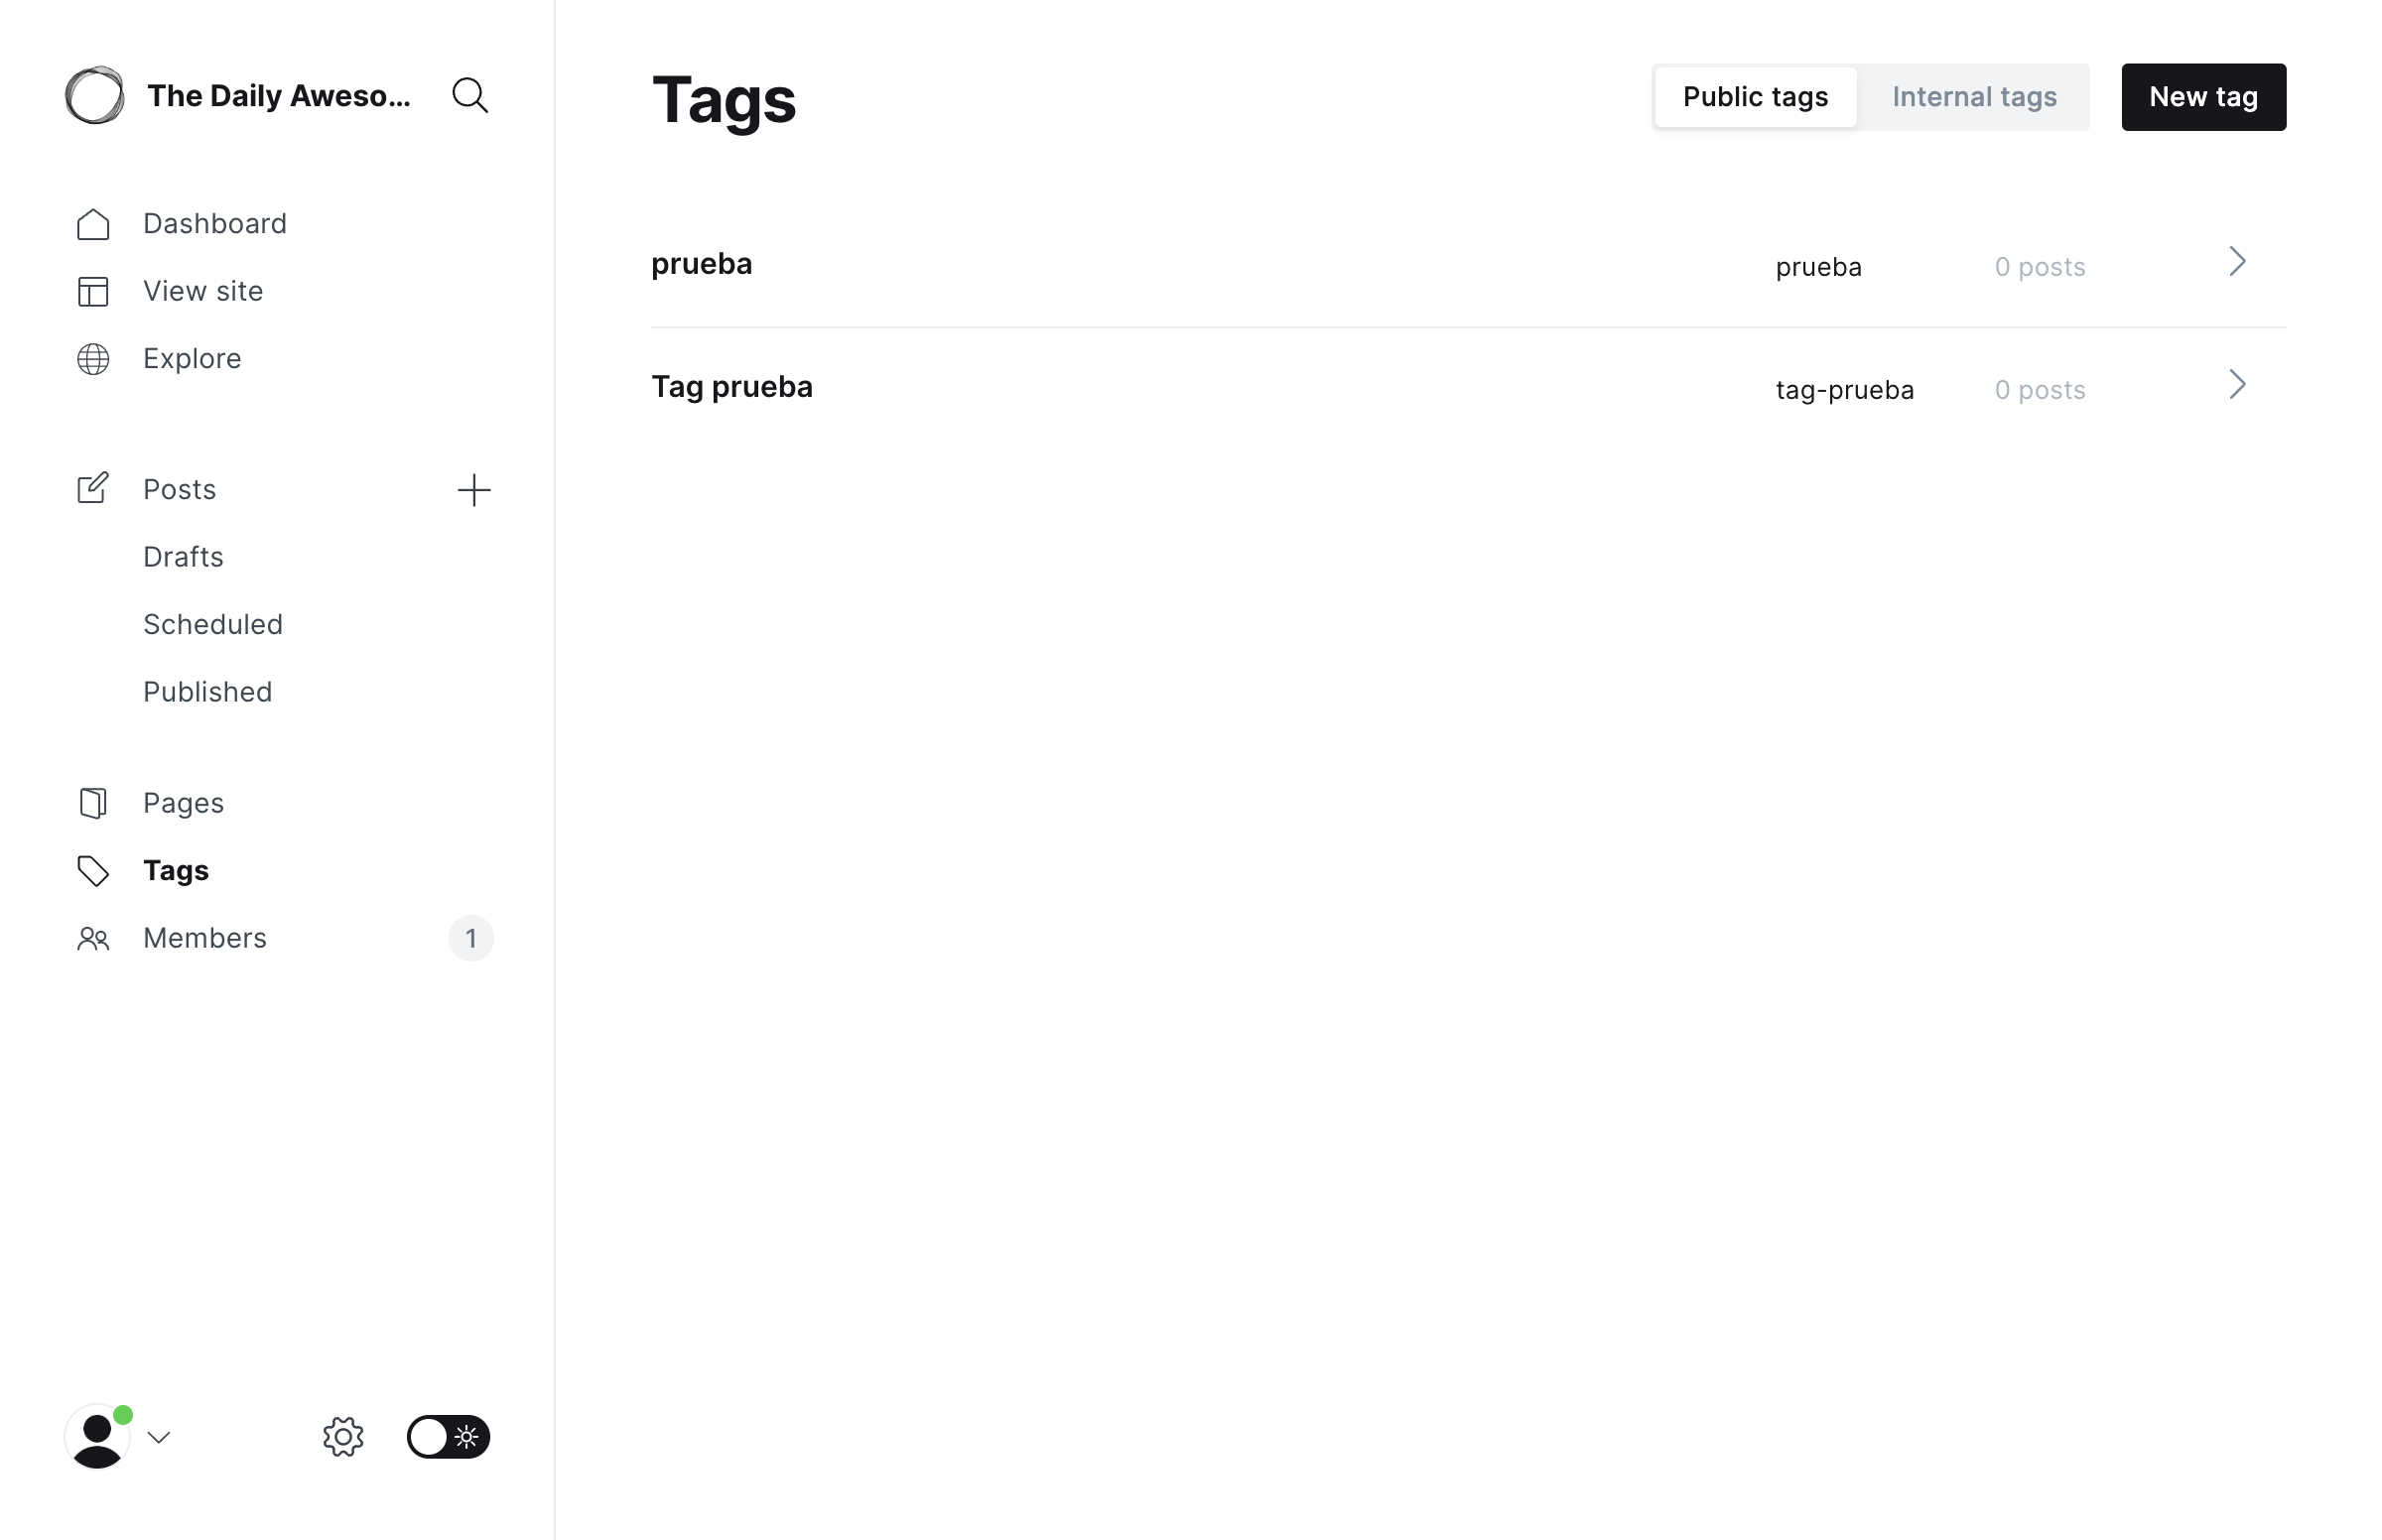 The Daily Aweso...
Dashboard
View site
Explore
Posts
Drafts
Scheduled
Published
Pages
Tags
Members 1
Tags
Public tags Internal tags New tag
prueba prueba 0 posts
Tag prueba tag-prueba 0 posts